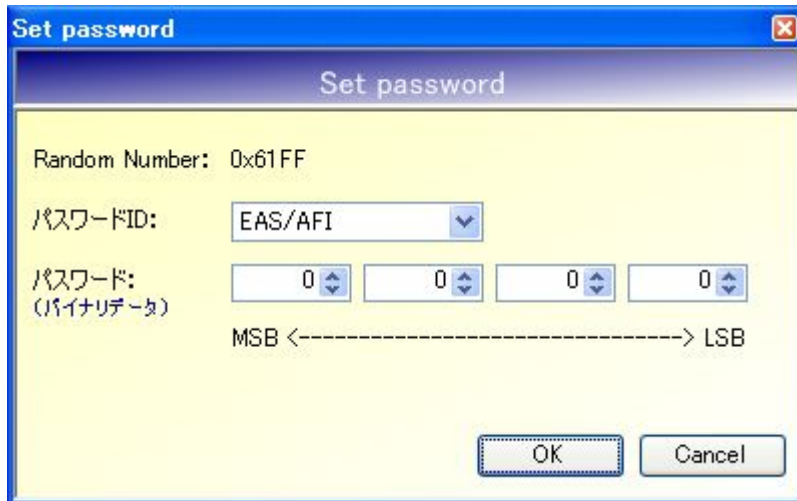 Set password
Set password
Random Number: 0x61FF
パスワードID: EAS/AFI
パスワード: 0 0 0 0
(バイナリデータ)
MSB <--------------------------------> LSB
OK Cancel